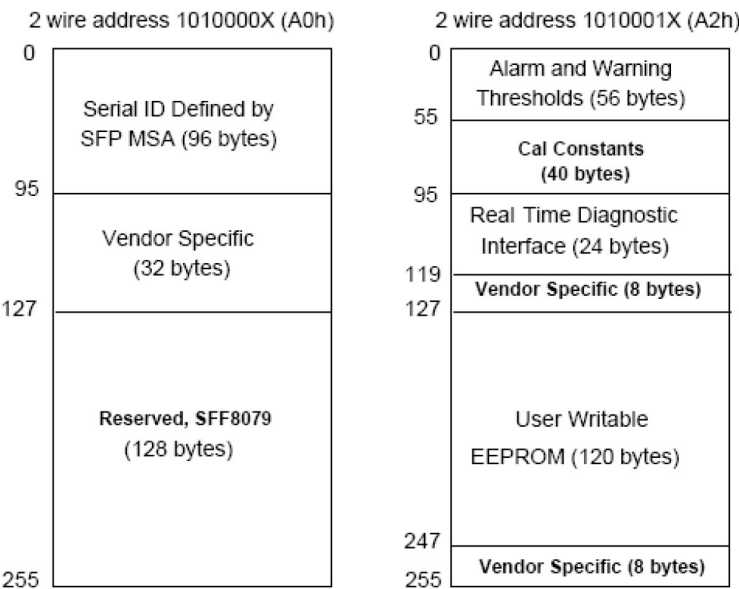 2 wire address 1010000X (A0h)
0
Serial ID Defined by
SFP MSA (96 bytes)
95
Vendor Specific
(32 bytes)
127
Reserved, SFF8079
(128 bytes)
255
2 wire address 1010001X (A2h)
0
Alarm and Warning
Thresholds (56 bytes)
55
Cal Constants
(40 bytes)
95
Real Time Diagnostic
Interface (24 bytes)
119
Vendor Specific (8 bytes)
127
User Writable
EEPROM (120 bytes)
247
Vendor Specific (8 bytes)
255